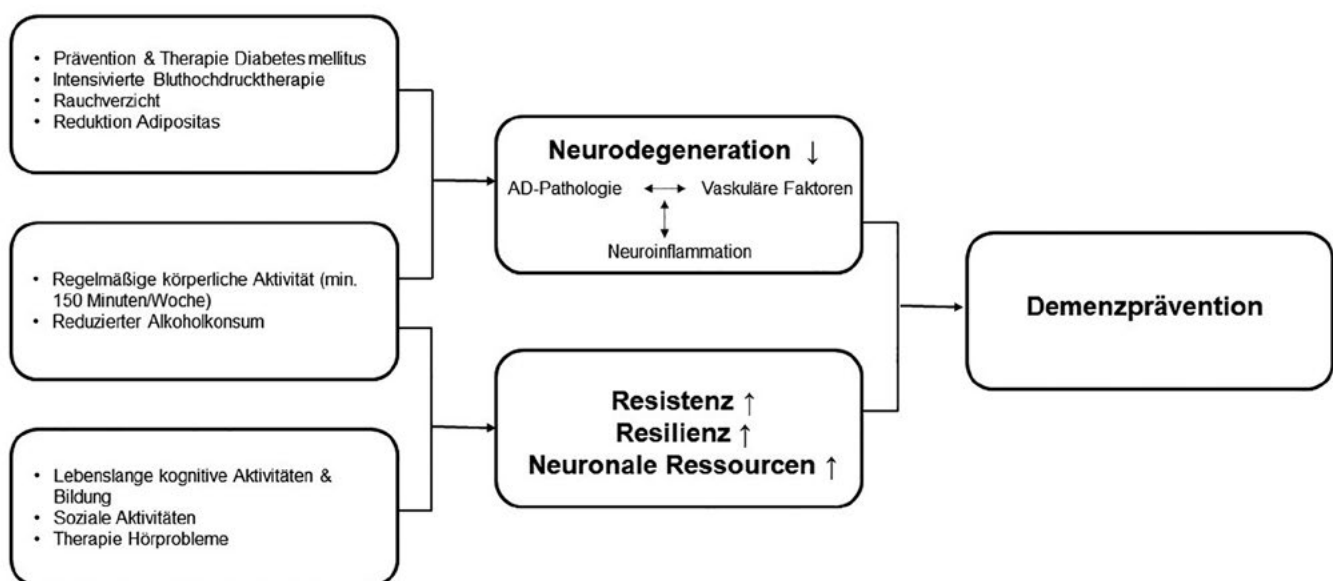 • Prävention & Therapie Diabetes mellitus
• Intensivierte Bluthochdrucktherapie
• Rauchverzicht
• Reduktion Adipositas
• Regelmäßige körperliche Aktivität (min.
150 Minuten/Woche)
• Reduzierter Alkoholkonsum
• Lebenslange kognitive Aktivitäten &
Bildung
• Soziale Aktivitäten
• Therapie Hörprobleme
Neurodegeneration ↓
AD-Pathologie ↔ Vaskuläre Faktoren
↕
Neuroinflammation
Resistenz ↑
Resilienz ↑
Neuronale Ressourcen ↑
Demenzprävention